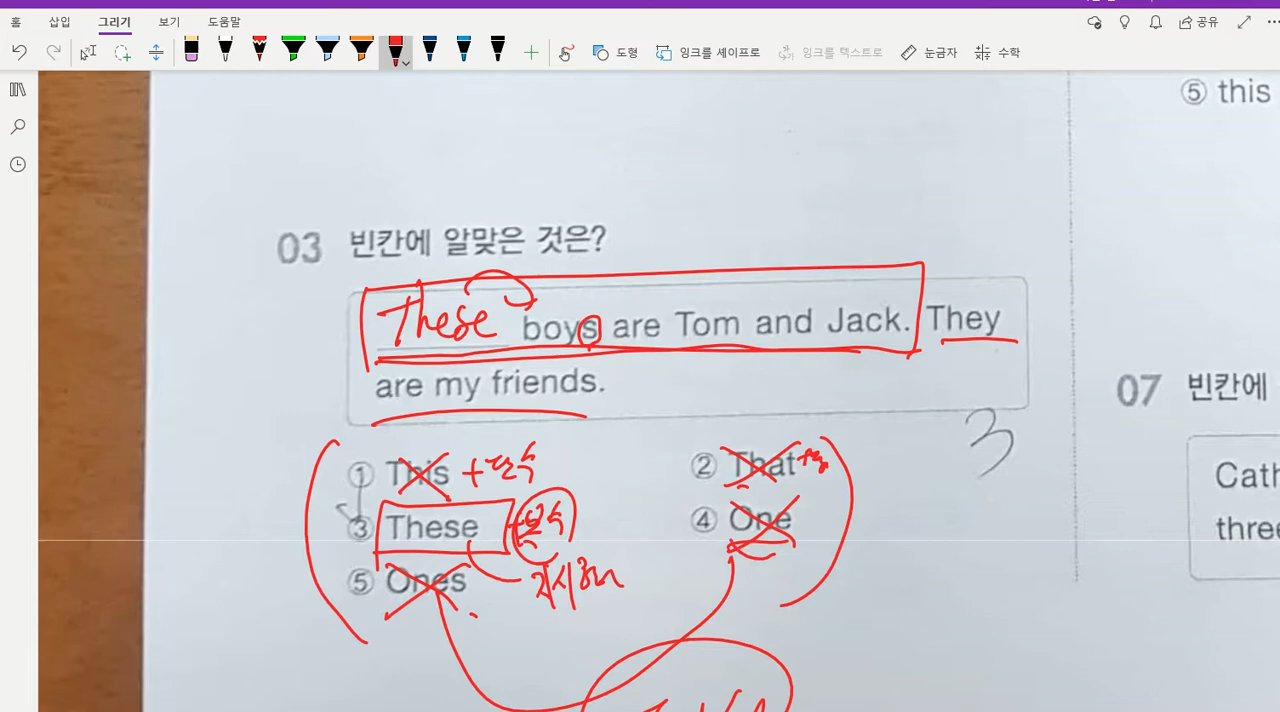 홈 삽입 그리기 보기 도움말 공유
도형 잉크를 셰이프로 잉크를 텍스트로 눈금자 수학
⑤ this
03 빈칸에 알맞은 것은?
These boys are Tom and Jack. They
are my friends.
3
07 빈칸에
① This +단수
② That
③ These +복수
④ One
⑤ Ones
Cath
three